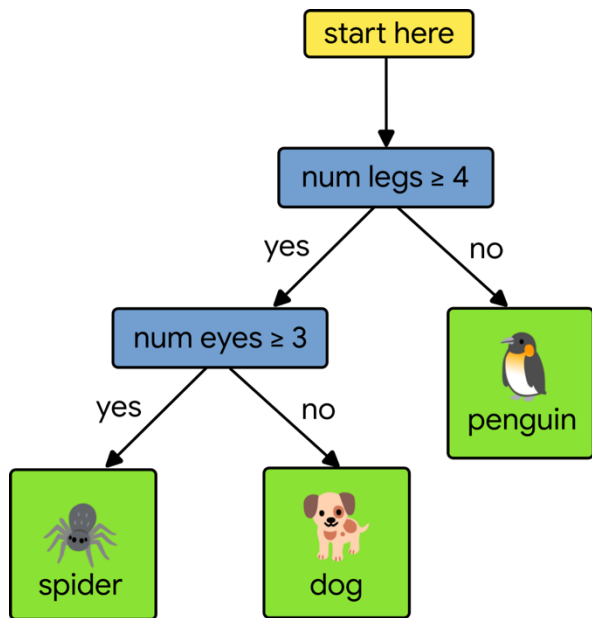 start here
num legs ≥ 4
yes
no
num eyes ≥ 3
penguin
yes
no
spider
dog